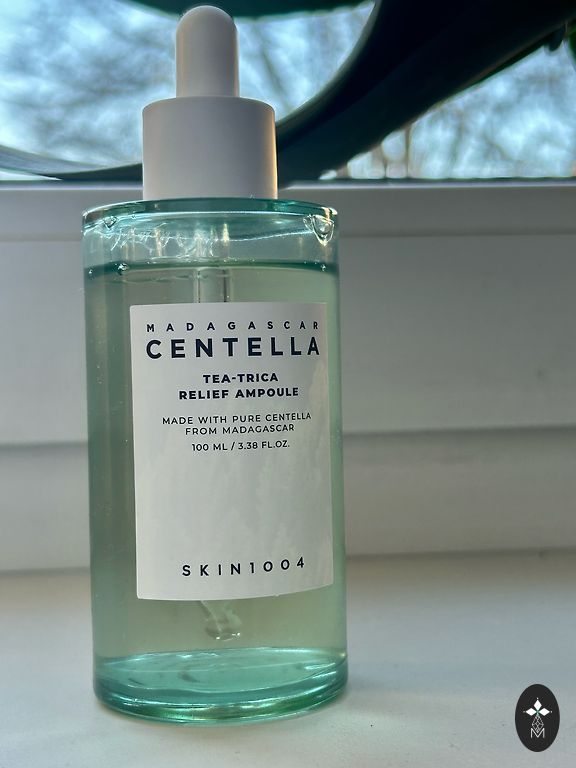 MADAGASCAR
CENTELLA
TEA-TRICA
RELIEF AMPOULE
MADE WITH PURE CENTELLA
FROM MADAGASCAR
100 ML / 3.38 FL.OZ.
SKIN1004
M